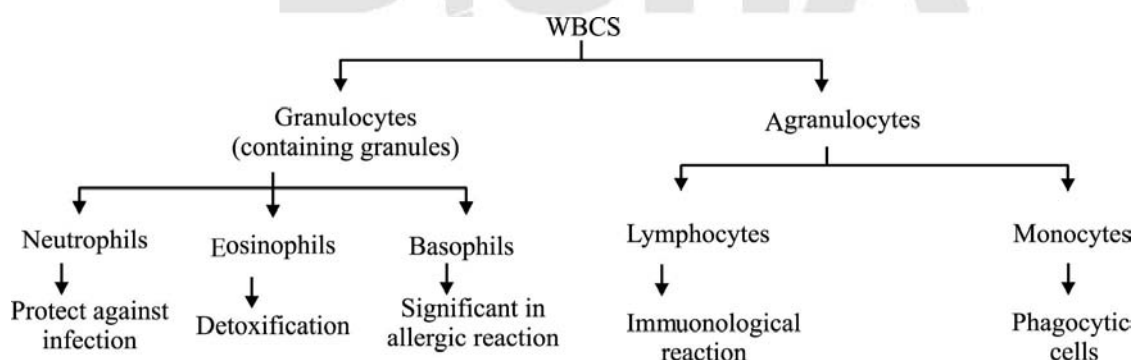 WBCS
Granulocytes
(containing granules)
Agranulocytes
Neutrophils
Eosinophils
Basophils
Lymphocytes
Monocytes
Protect against
infection
Detoxification
Significant in
allergic reaction
Immuonological
reaction
Phagocytic
cells